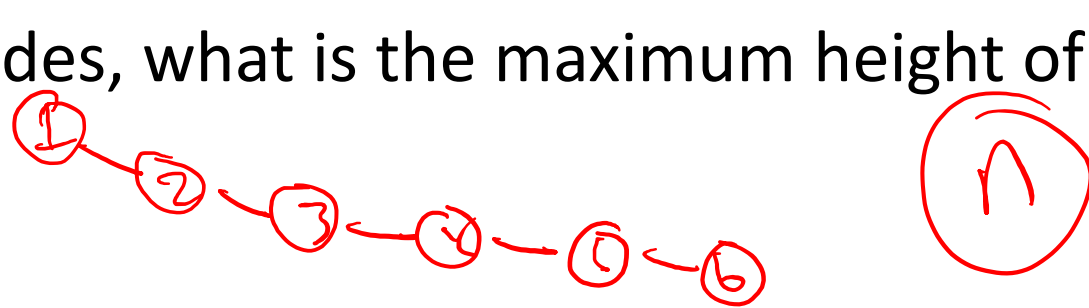 des, what is the maximum height of
1 2 3 4 5 6 n